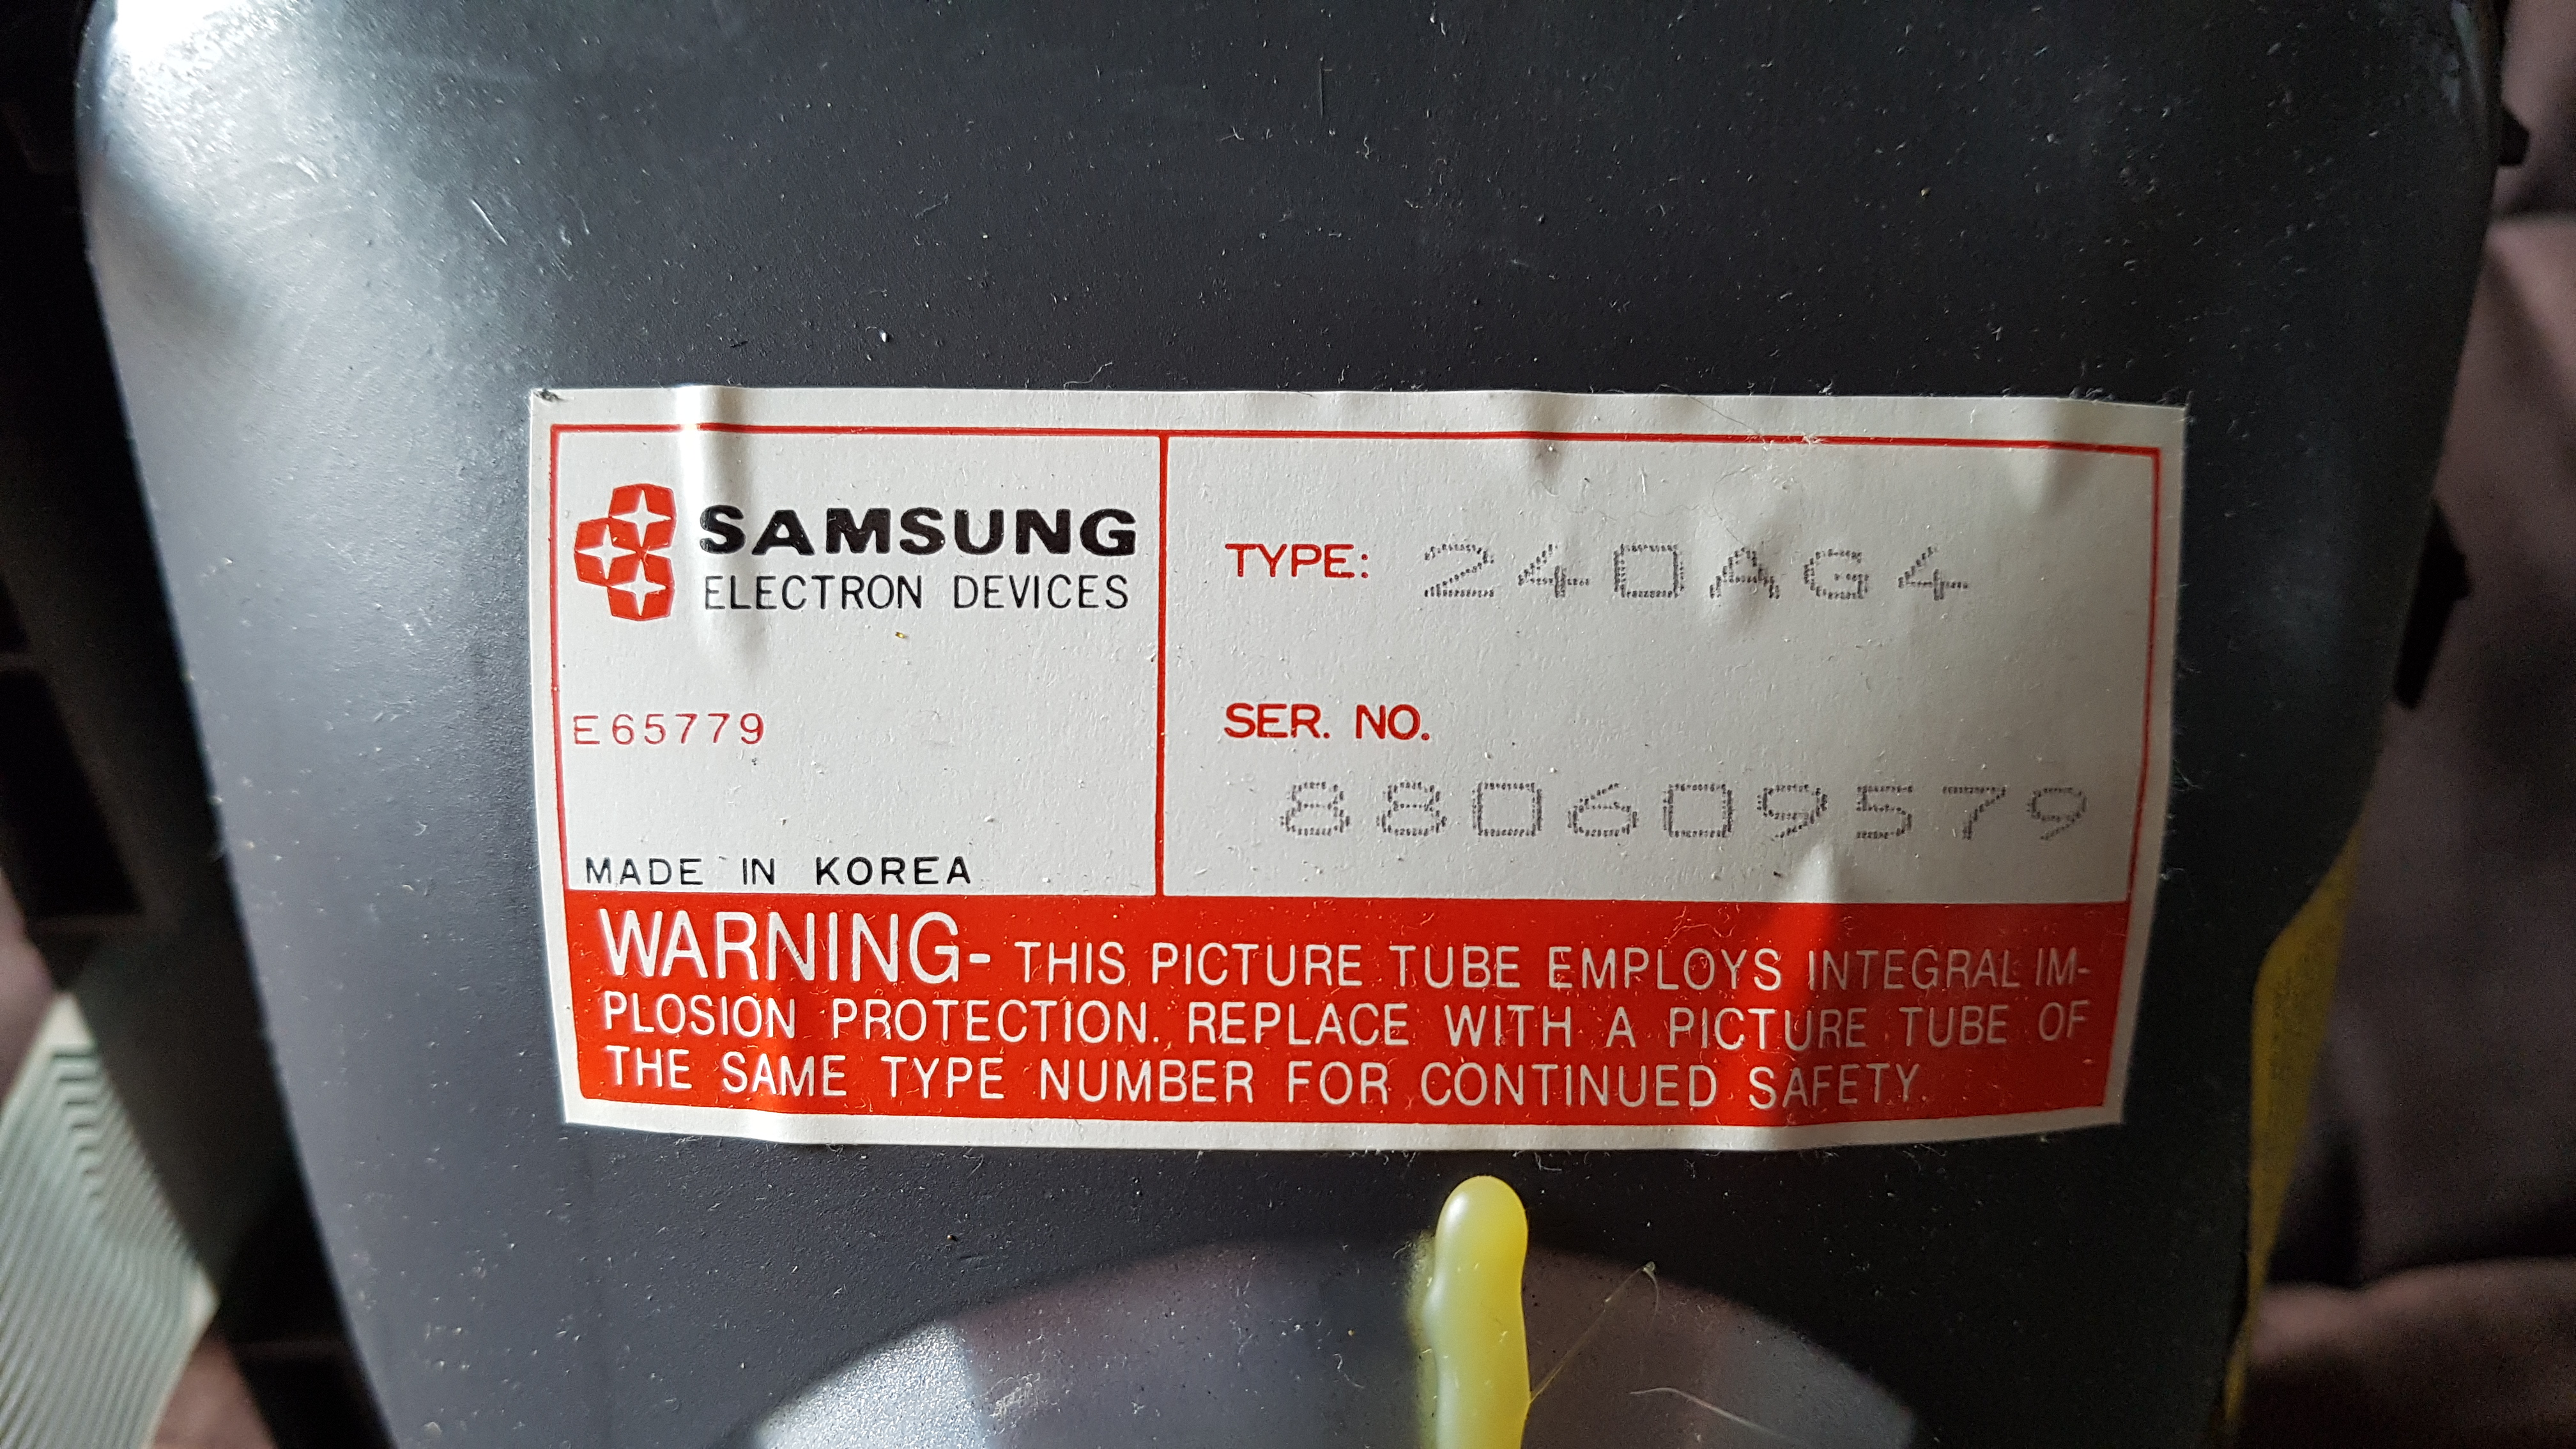 SAMSUNG
ELECTRON DEVICES
E65779
MADE IN KOREA
TYPE: 240AG4
SER. NO.
880609579
WARNING- THIS PICTURE TUBE EMPLOYS INTEGRAL IM-
PLOSION PROTECTION. REPLACE WITH A PICTURE TUBE OF
THE SAME TYPE NUMBER FOR CONTINUED SAFETY.